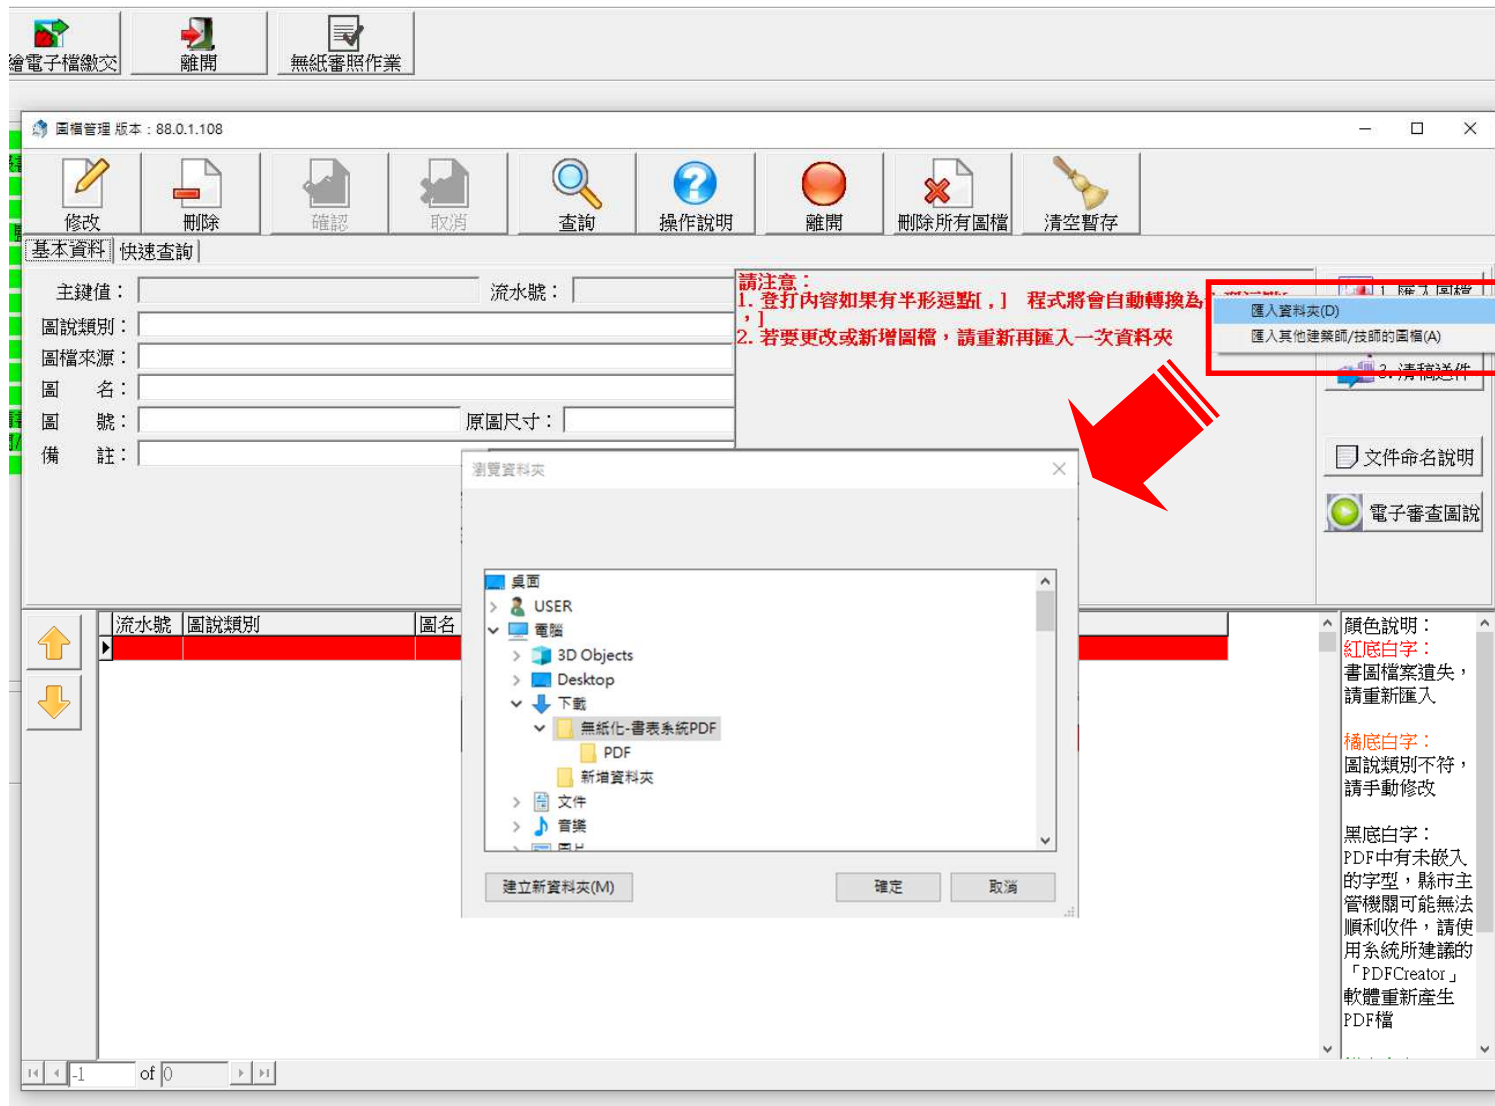 繪電子檔繳交
離開
無紙審照作業
圖檔管理 版本：88.0.1.108
修改
刪除
確認
取消
查詢
操作說明
離開
刪除所有圖檔
清空暫存
基本資料
快速查詢
主鍵值：
流水號：
圖說類別：
圖檔來源：
圖　　名：
圖　　號：
原圖尺寸：
備　　註：
請注意：
1. 登打內容如果有半形逗點[ , ]　程式將會自動轉換為
，]
2. 若要更改或新增圖檔，請重新再匯入一次資料夾
1. 匯入圖檔
匯入資料夾(D)
匯入其他建築師/技師的圖檔(A)
3. 清稿送件
文件命名說明
電子審查圖說
瀏覽資料夾
桌面
USER
電腦
3D Objects
Desktop
下載
無紙化-書表系統PDF
PDF
新增資料夾
文件
音樂
圖片
建立新資料夾(M)
確定
取消
流水號
圖說類別
圖名
顏色說明：
紅底白字：
書圖檔案遺失，
請重新匯入
橘底白字：
圖說類別不符，
請手動修改
黑底白字：
PDF中有未嵌入
的字型，縣市主
管機關可能無法
順利收件，請使
用系統所建議的
「PDFCreator」
軟體重新產生
PDF檔
-1
of 0